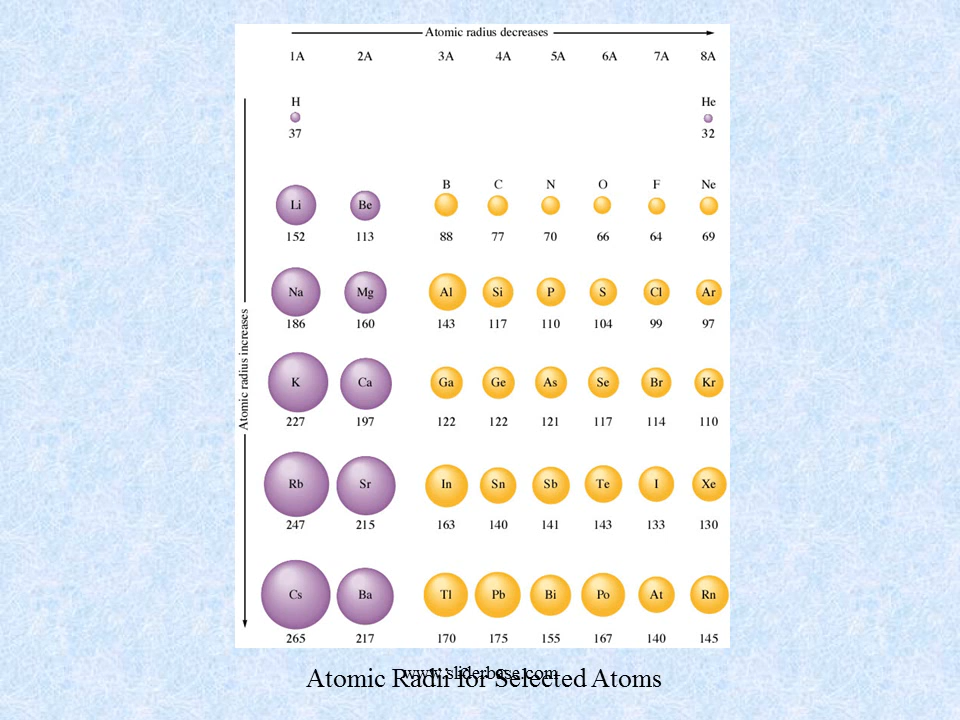 Atomic radius decreases
1A 2A 3A 4A 5A 6A 7A 8A
Atomic radius increases
H He
37 32
B C N O F Ne
Li Be
152 113 88 77 70 66 64 69
Na Mg Al Si P S Cl Ar
186 160 143 117 110 104 99 97
K Ca Ga Ge As Se Br Kr
227 197 122 122 121 117 114 110
Rb Sr In Sn Sb Te I Xe
247 215 163 140 141 143 133 130
Cs Ba Tl Pb Bi Po At Rn
265 217 170 175 155 167 140 145
www.sliderbase.com
Atomic Radii for Selected Atoms